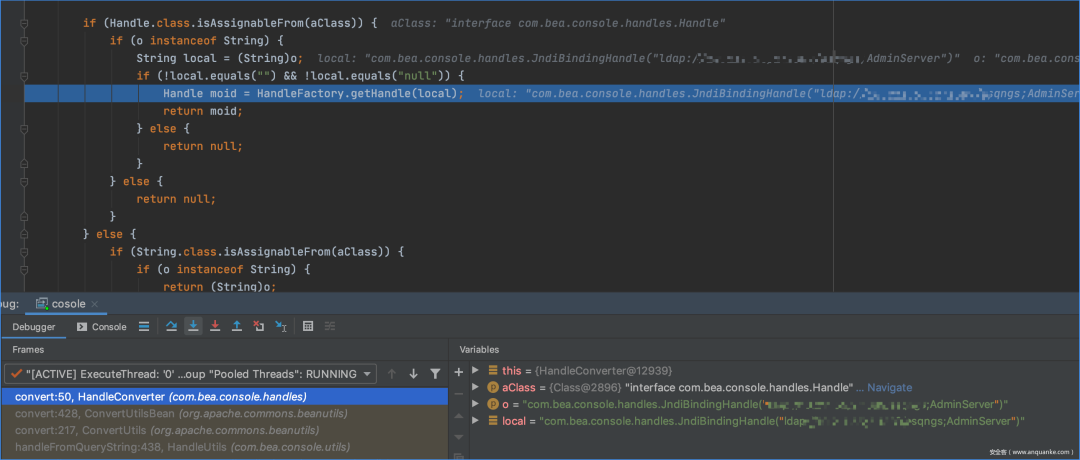 if (Handle.class.isAssignableFrom(aClass)) {  aClass: "interface com.bea.console.handles.Handle"
if (o instanceof String) {
String local = (String)o;  local: "com.bea.console.handles.JndiBindingHandle("ldap:/ ,AdminServer")"  o: "com.bea.cons
if (!local.equals("") && !local.equals("null")) {
Handle moid = HandleFactory.getHandle(local);  local: "com.bea.console.handles.JndiBindingHandle("ldap:/ sqngs;AdminSer
return moid;
} else {
return null;
}
} else {
return null;
}
} else {
if (String.class.isAssignableFrom(aClass)) {
if (o instanceof String) {
return (String)o;
bug: cosole ×
Debugger Console
Frames Variables
"[ACTIVE] ExecuteThread: '0' ...oup "Pooled Threads": RUNNING
this = {HandleConverter@12939}
convert:50, HandleConverter (com.bea.console.handles)
aClass = {Class@2896} "interface com.bea.console.handles.Handle" ... Navigate
convert:428, ConvertUtilsBean (org.apache.commons.beanutils)
o = "com.bea.console.handles.JndiBindingHandle(" ;AdminServer")"
convert:217, ConvertUtils (org.apache.commons.beanutils)
local = "com.bea.console.handles.JndiBindingHandle("ldap sqngs;AdminServer")"
handleFromQueryString:438, HandleUtils (com.bea.console.utils)
安全客（www.anquanke.com）